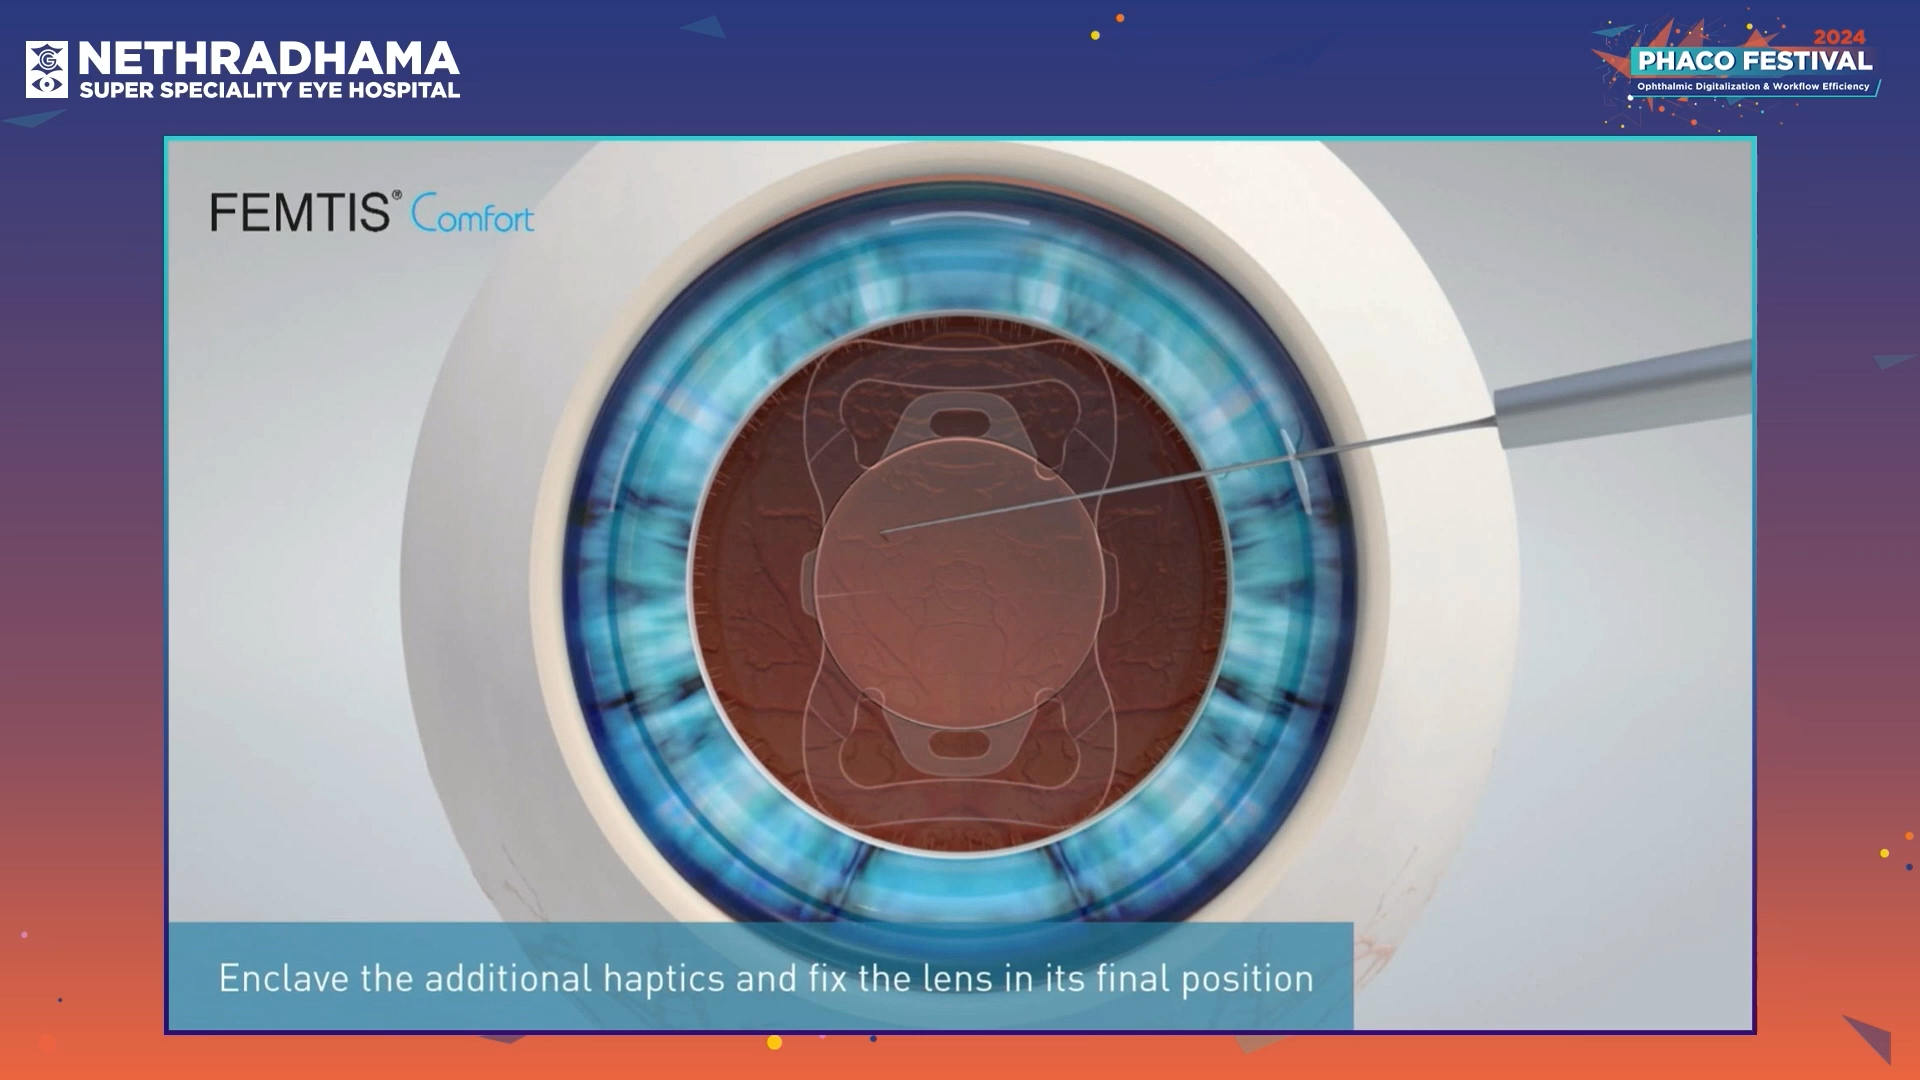 NETHRADHAMA
SUPER SPECIALITY EYE HOSPITAL
2024
PHACO FESTIVAL
Ophthalmic Digitalization & Workflow Efficiency
FEMTIS® Comfort
Enclave the additional haptics and fix the lens in its final position